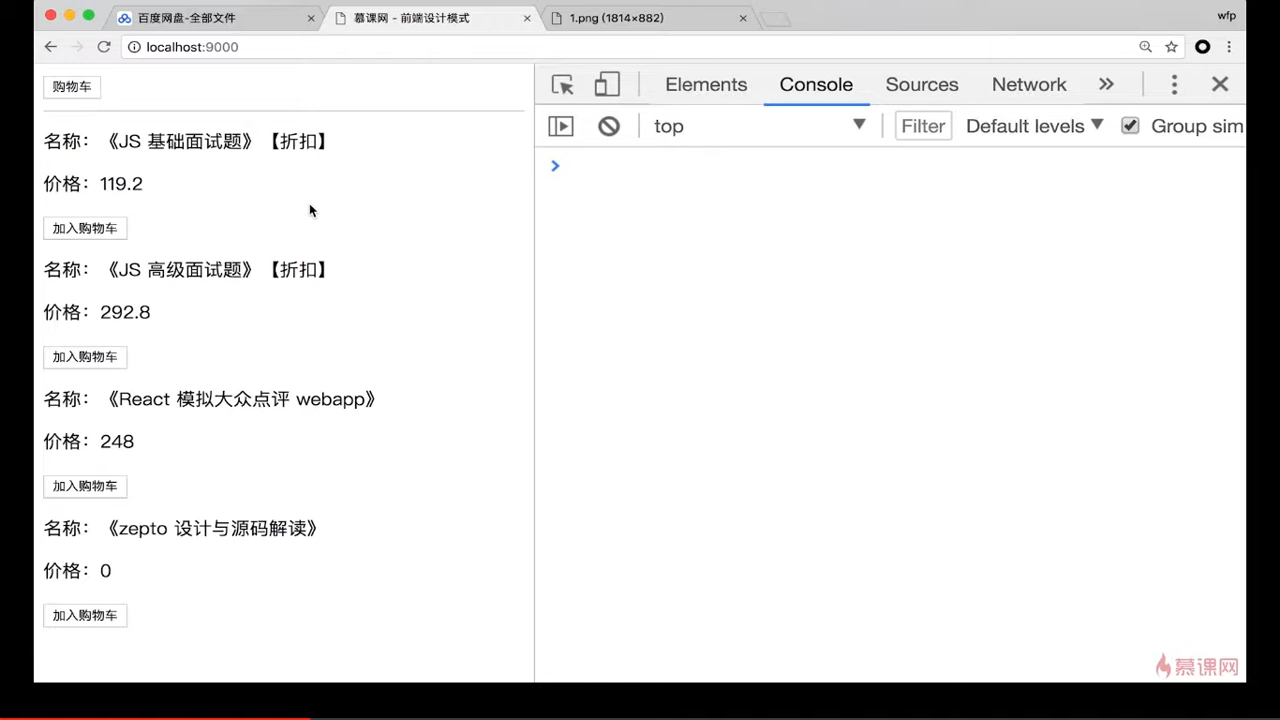 百度网盘-全部文件
慕课网 - 前端设计模式
1.png (1814×882)
wfp
localhost:9000
购物车
Elements
Console
Sources
Network
top
Filter
Default levels
Group sim
名称：《JS 基础面试题》【折扣】
价格：119.2
加入购物车
名称：《JS 高级面试题》【折扣】
价格：292.8
加入购物车
名称：《React 模拟大众点评 webapp》
价格：248
加入购物车
名称：《zepto 设计与源码解读》
价格：0
加入购物车
慕课网